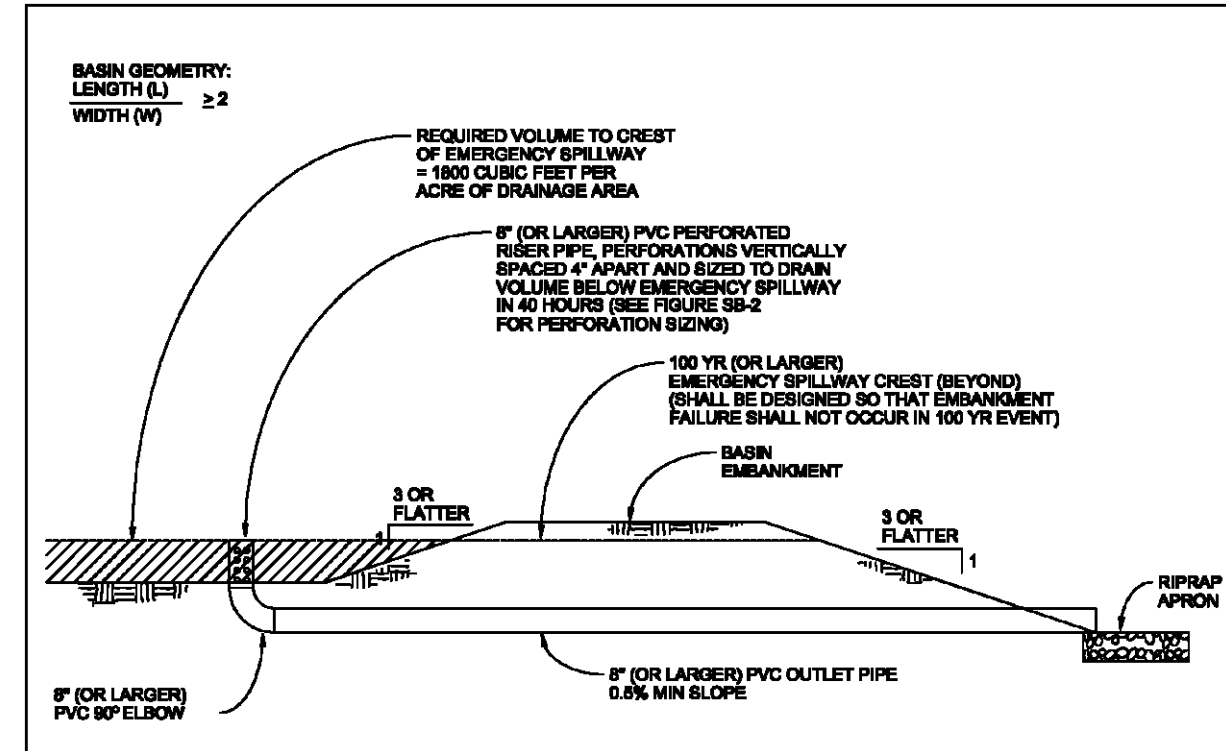 BASIN GEOMETRY:
LENGTH (L)
WIDTH (W)
≥ 2
REQUIRED VOLUME TO CREST
OF EMERGENCY SPILLWAY
= 1800 CUBIC FEET PER
ACRE OF DRAINAGE AREA
8" (OR LARGER) PVC PERFORATED
RISER PIPE, PERFORATIONS VERTICALLY
SPACED 4" APART AND SIZED TO DRAIN
VOLUME BELOW EMERGENCY SPILLWAY
IN 40 HOURS (SEE FIGURE SB-2
FOR PERFORATION SIZING)
100 YR (OR LARGER)
EMERGENCY SPILLWAY CREST (BEYOND)
(SHALL BE DESIGNED SO THAT EMBANKMENT
FAILURE SHALL NOT OCCUR IN 100 YR EVENT)
BASIN
EMBANKMENT
3 OR
FLATTER
1
3 OR
FLATTER
1
RIPRAP
APRON
8" (OR LARGER) PVC OUTLET PIPE
0.5% MIN SLOPE
8" (OR LARGER)
PVC 90° ELBOW